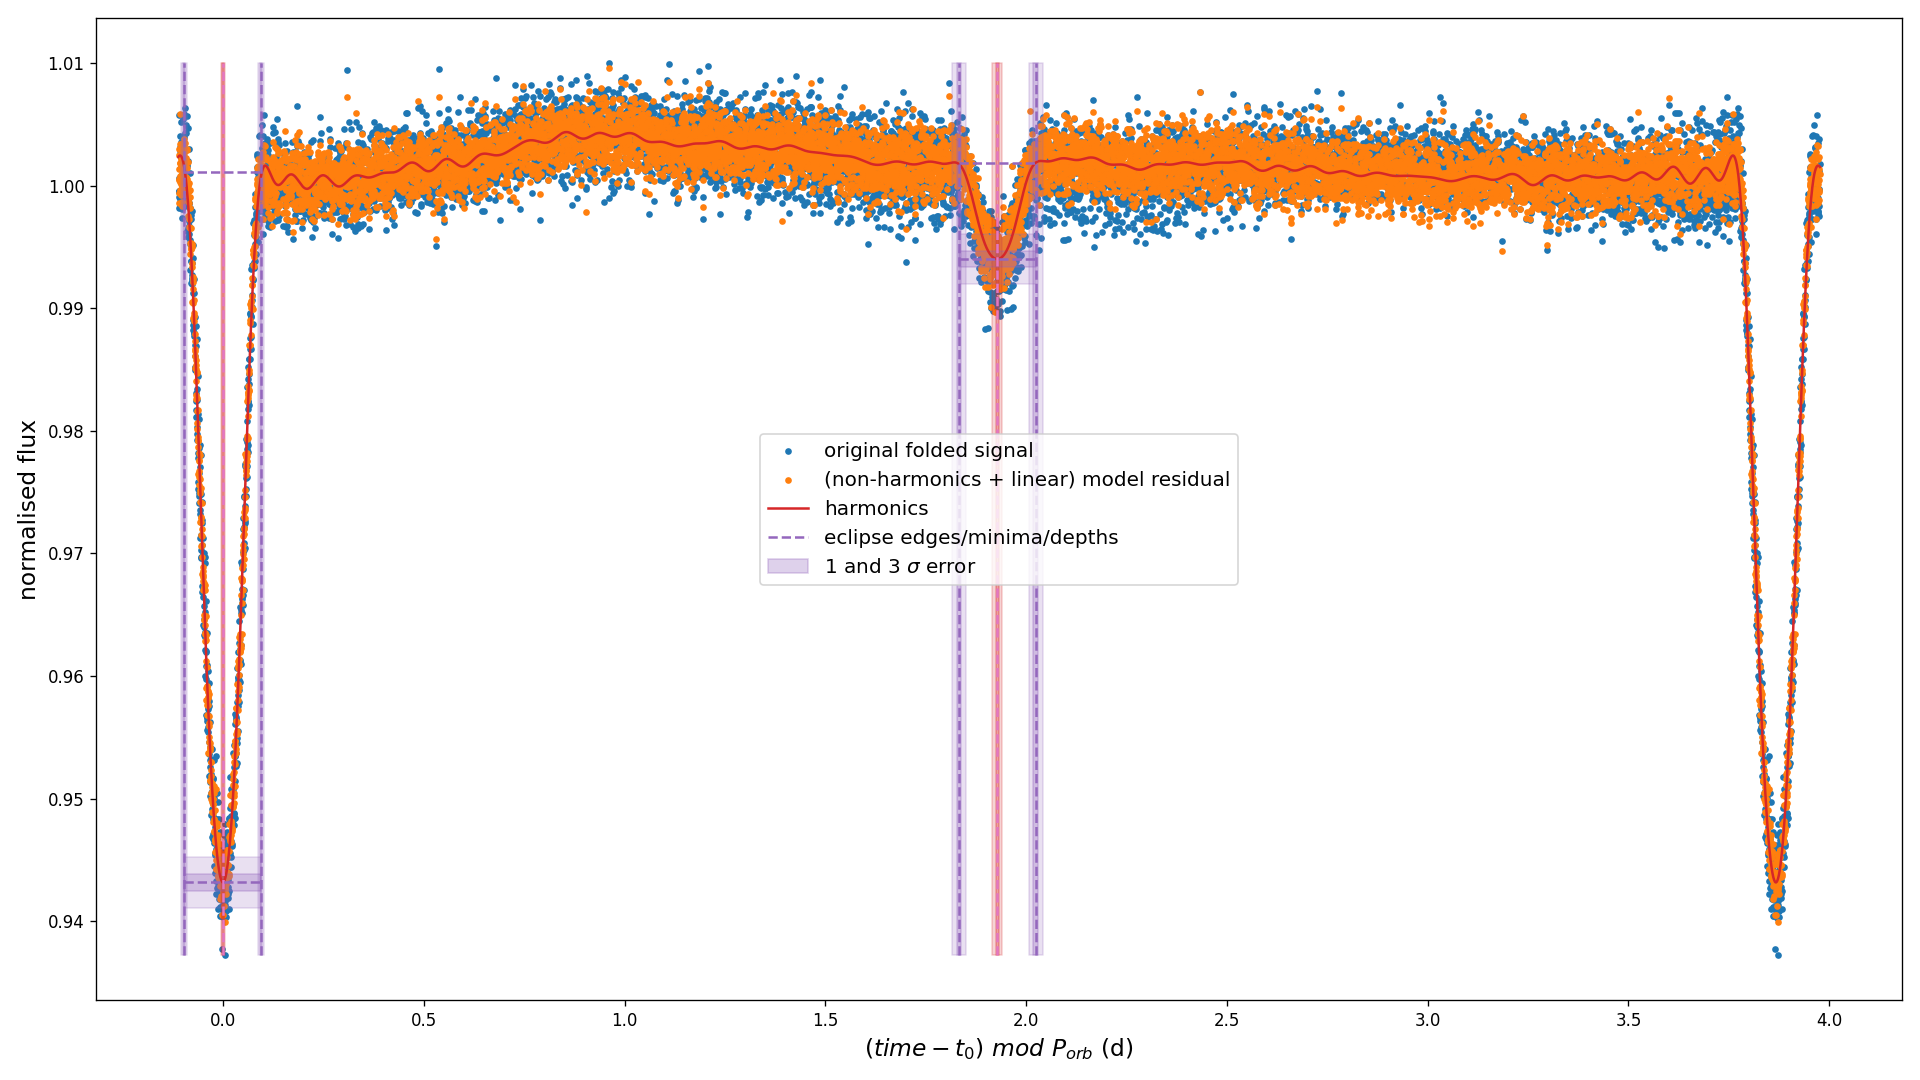 normalised flux
1.01
1.00
0.99
0.98
0.97
0.96
0.95
0.94
original folded signal
(non-harmonics + linear) model residual
harmonics
eclipse edges/minima/depths
1 and 3 σ error
0.0 0.5 1.0 1.5 2.0 2.5 3.0 3.5 4.0
(time − t₀) mod Pₒᵣb (d)